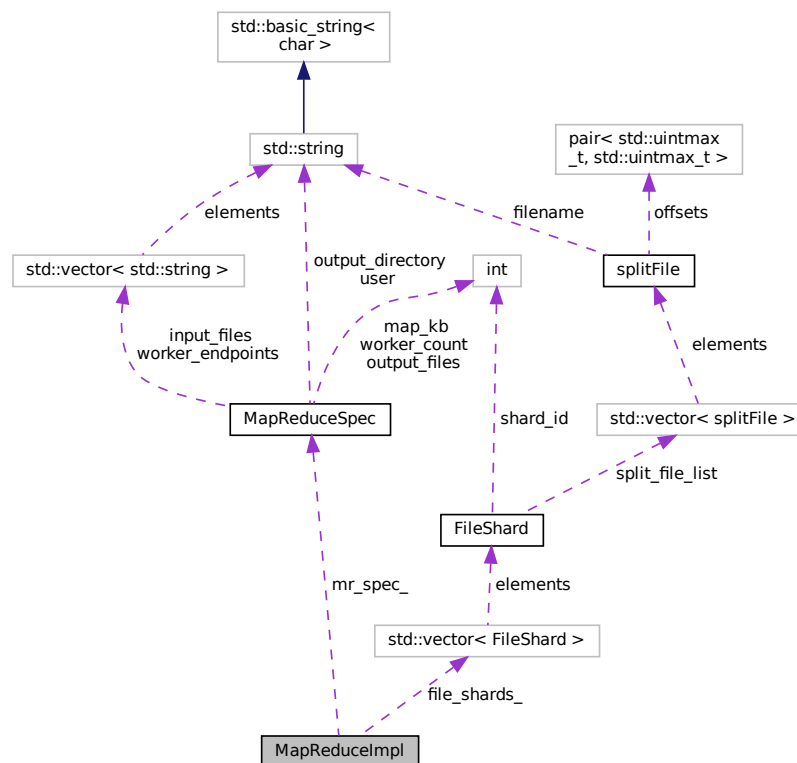 std::basic_string<
char >
std::string
pair< std::uintmax
_t, std::uintmax_t >
elements
filename
offsets
std::vector< std::string >
output_directory
user
int
splitFile
input_files
worker_endpoints
map_kb
worker_count
output_files
elements
MapReduceSpec
shard_id
std::vector< splitFile >
split_file_list
FileShard
mr_spec_
elements
std::vector< FileShard >
file_shards_
MapReduceImpl